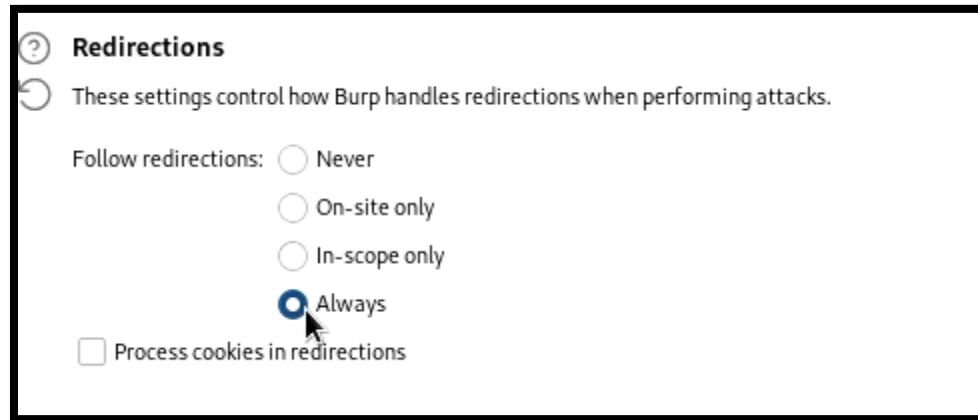 Redirections
These settings control how Burp handles redirections when performing attacks.
Follow redirections: Never
On-site only
In-scope only
Always
Process cookies in redirections